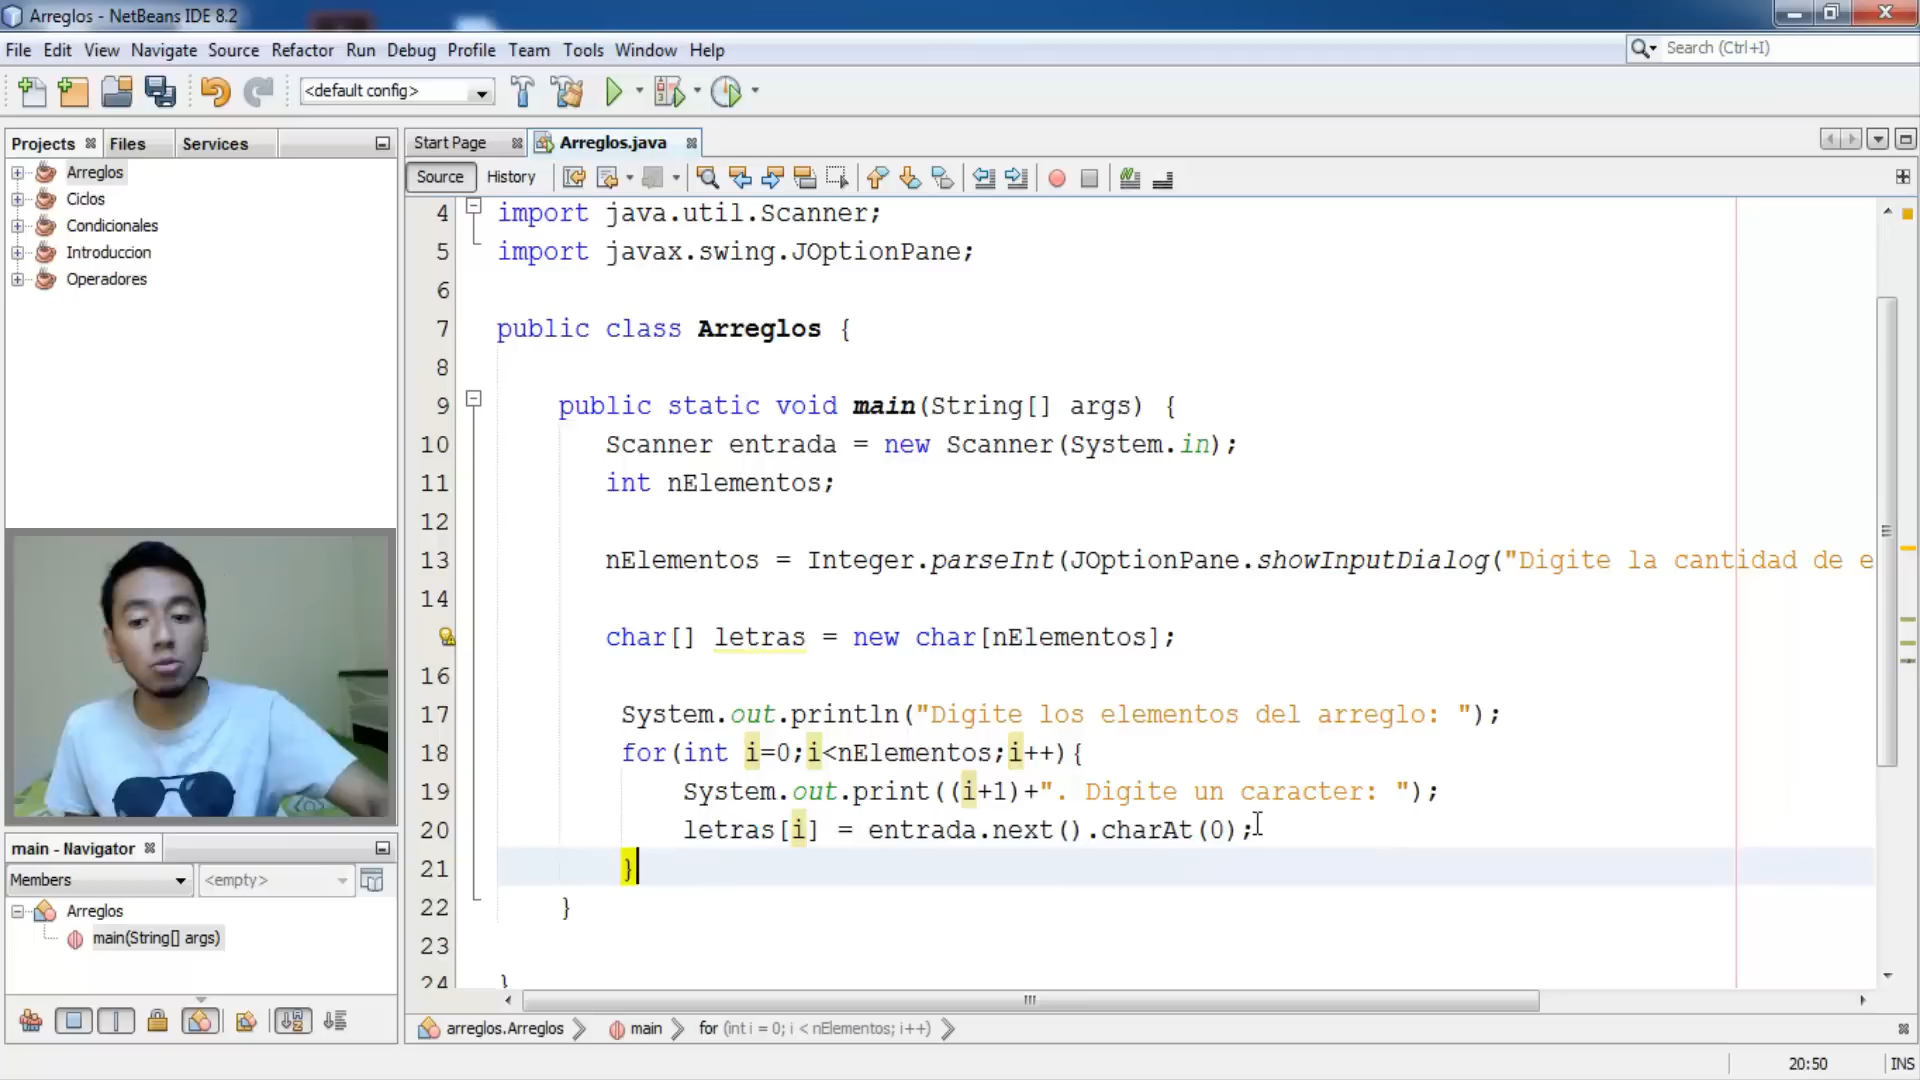 Arreglos - NetBeans IDE 8.2
File Edit View Navigate Source Refactor Run Debug Profile Team Tools Window Help
Search (Ctrl+I)
<default config>
Projects Files Services
Arreglos
Ciclos
Condicionales
Introduccion
Operadores
Start Page Arreglos.java
Source History
4 import java.util.Scanner;
5 import javax.swing.JOptionPane;
6
7 public class Arreglos {
8
9 public static void main(String[] args) {
10 Scanner entrada = new Scanner(System.in);
11 int nElementos;
12
13 nElementos = Integer.parseInt(JOptionPane.showInputDialog("Digite la cantidad de e
14
char[] letras = new char[nElementos];
16
17 System.out.println("Digite los elementos del arreglo: ");
18 for(int i=0;i<nElementos;i++){
19 System.out.print((i+1)+". Digite un caracter: ");
20 letras[i] = entrada.next().charAt(0);
21 }
22 }
23
24 }
main - Navigator
Members <empty>
Arreglos
main(String[] args)
arreglos.Arreglos main for (int i = 0; i < nElementos; i++)
20:50 INS